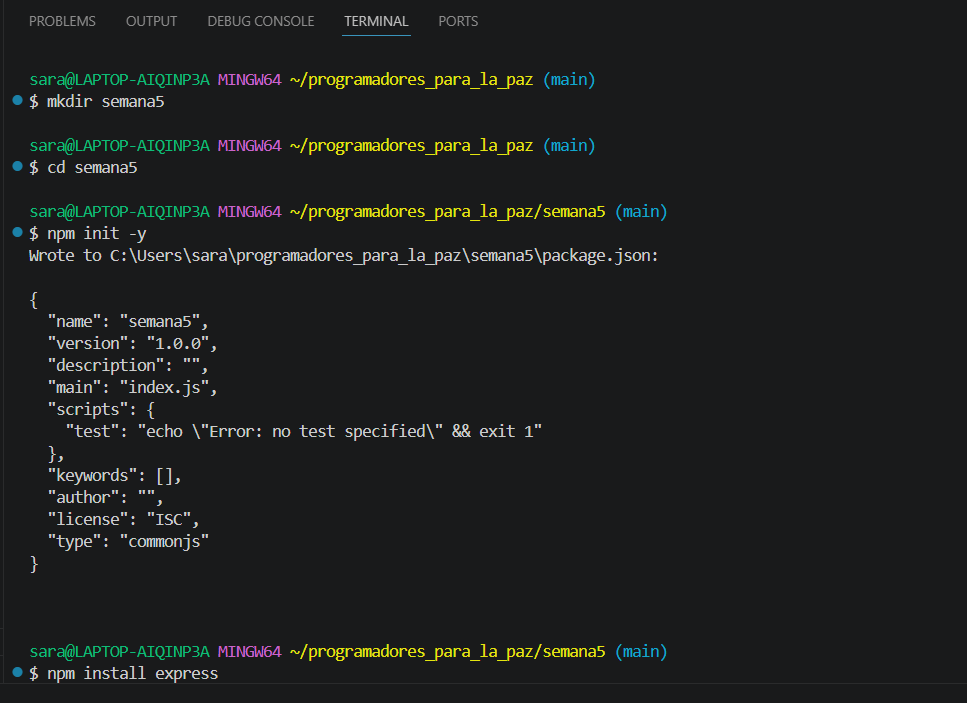 PROBLEMS OUTPUT DEBUG CONSOLE TERMINAL PORTS
sara@LAPTOP-AIQINP3A MINGW64 ~/programadores_para_la_paz (main)
$ mkdir semana5
sara@LAPTOP-AIQINP3A MINGW64 ~/programadores_para_la_paz (main)
$ cd semana5
sara@LAPTOP-AIQINP3A MINGW64 ~/programadores_para_la_paz/semana5 (main)
$ npm init -y
Wrote to C:\Users\sara\programadores_para_la_paz\semana5\package.json:
{
  "name": "semana5",
  "version": "1.0.0",
  "description": "",
  "main": "index.js",
  "scripts": {
    "test": "echo \"Error: no test specified\" && exit 1"
  },
  "keywords": [],
  "author": "",
  "license": "ISC",
  "type": "commonjs"
}
sara@LAPTOP-AIQINP3A MINGW64 ~/programadores_para_la_paz/semana5 (main)
$ npm install express